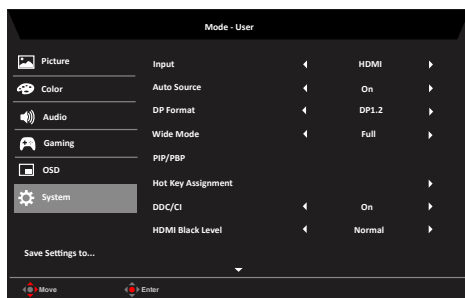 Mode - User
Picture
Color
Audio
Gaming
OSD
System
Save Settings to...
Input HDMI
Auto Source On
DP Format DP1.2
Wide Mode Full
PIP/PBP
Hot Key Assignment
DDC/CI On
HDMI Black Level Normal
Move Enter